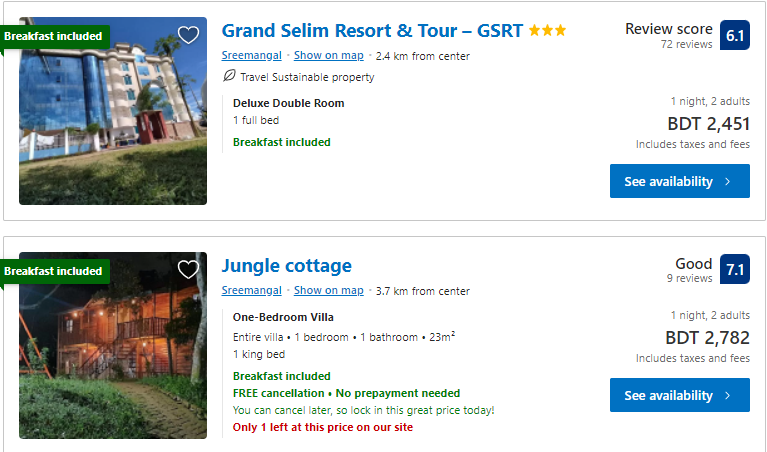 Breakfast included
Grand Selim Resort & Tour – GSRT
Sreemangal · Show on map · 2.4 km from center
Travel Sustainable property
Deluxe Double Room
1 full bed
Breakfast included
Review score
72 reviews
6.1
1 night, 2 adults
BDT 2,451
Includes taxes and fees
See availability
Breakfast included
Jungle cottage
Sreemangal · Show on map · 3.7 km from center
One-Bedroom Villa
Entire villa • 1 bedroom • 1 bathroom • 23m²
1 king bed
Breakfast included
FREE cancellation • No prepayment needed
You can cancel later, so lock in this great price today!
Only 1 left at this price on our site
Good
9 reviews
7.1
1 night, 2 adults
BDT 2,782
Includes taxes and fees
See availability